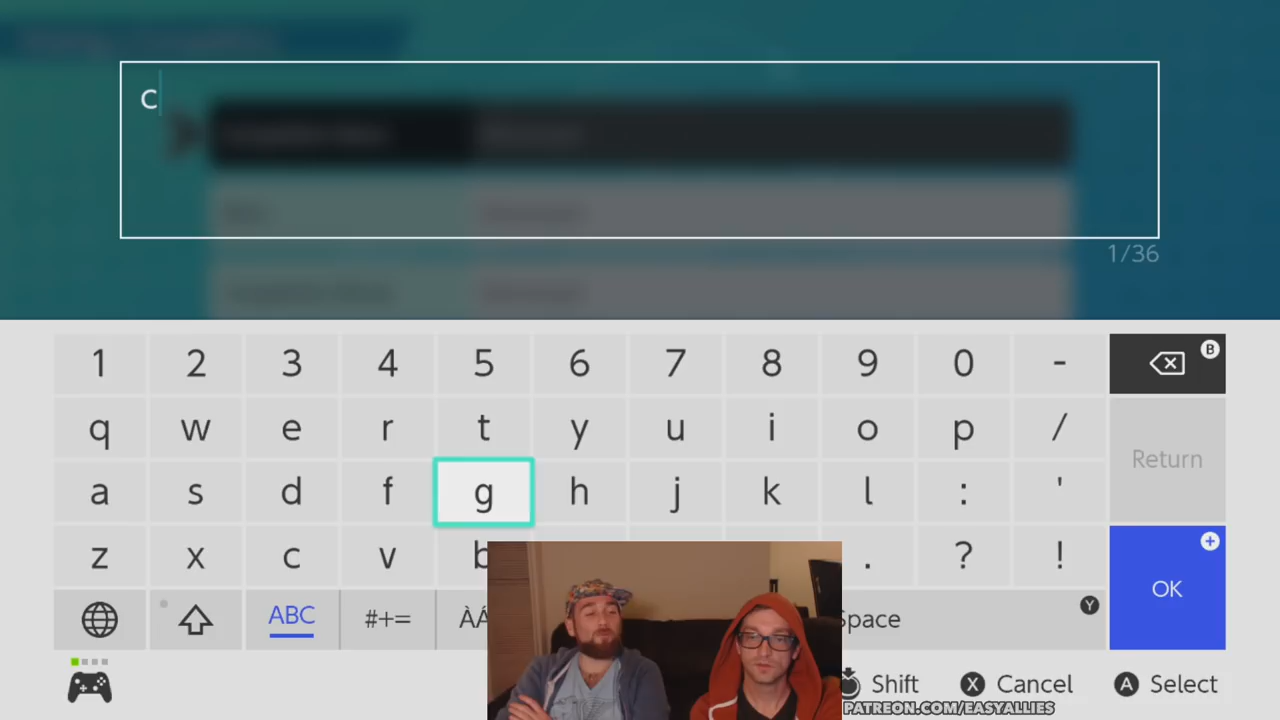 c
1/36
1 2 3 4 5 6 7 8 9 0 - B
q w e r t y u i o p / Return
a s d f g h j k l : '
z x c v b . ? ! + OK
ABC #+= ÀÁ Space Y
Shift X Cancel A Select
PATREON.COM/EASYALLIES